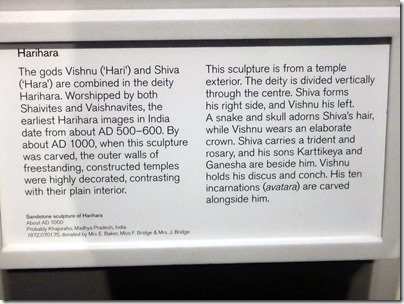 Harihara
The gods Vishnu (‘Hari’) and Shiva
(‘Hara’) are combined in the deity
Harihara. Worshipped by both
Shaivites and Vaishnavites, the
earliest Harihara images in India
date from about AD 500–600. By
about AD 1000, when this sculpture
was carved, the outer walls of
freestanding, constructed temples
were highly decorated, contrasting
with their plain interior.
This sculpture is from a temple
exterior. The deity is divided vertically
through the centre. Shiva forms
his right side, and Vishnu his left.
A snake and skull adorns Shiva’s hair,
while Vishnu wears an elaborate
crown. Shiva carries a trident and
rosary, and his sons Karttikeya and
Ganesha are beside him. Vishnu
holds his discus and conch. His ten
incarnations (avatara) are carved
alongside him.
Sandstone sculpture of Harihara
About AD 1000
Probably Khajuraho, Madhya Pradesh, India
1872,0701.75, donated by Mrs E. Baker, Miss F. Bridge & Mrs. J. Bridge